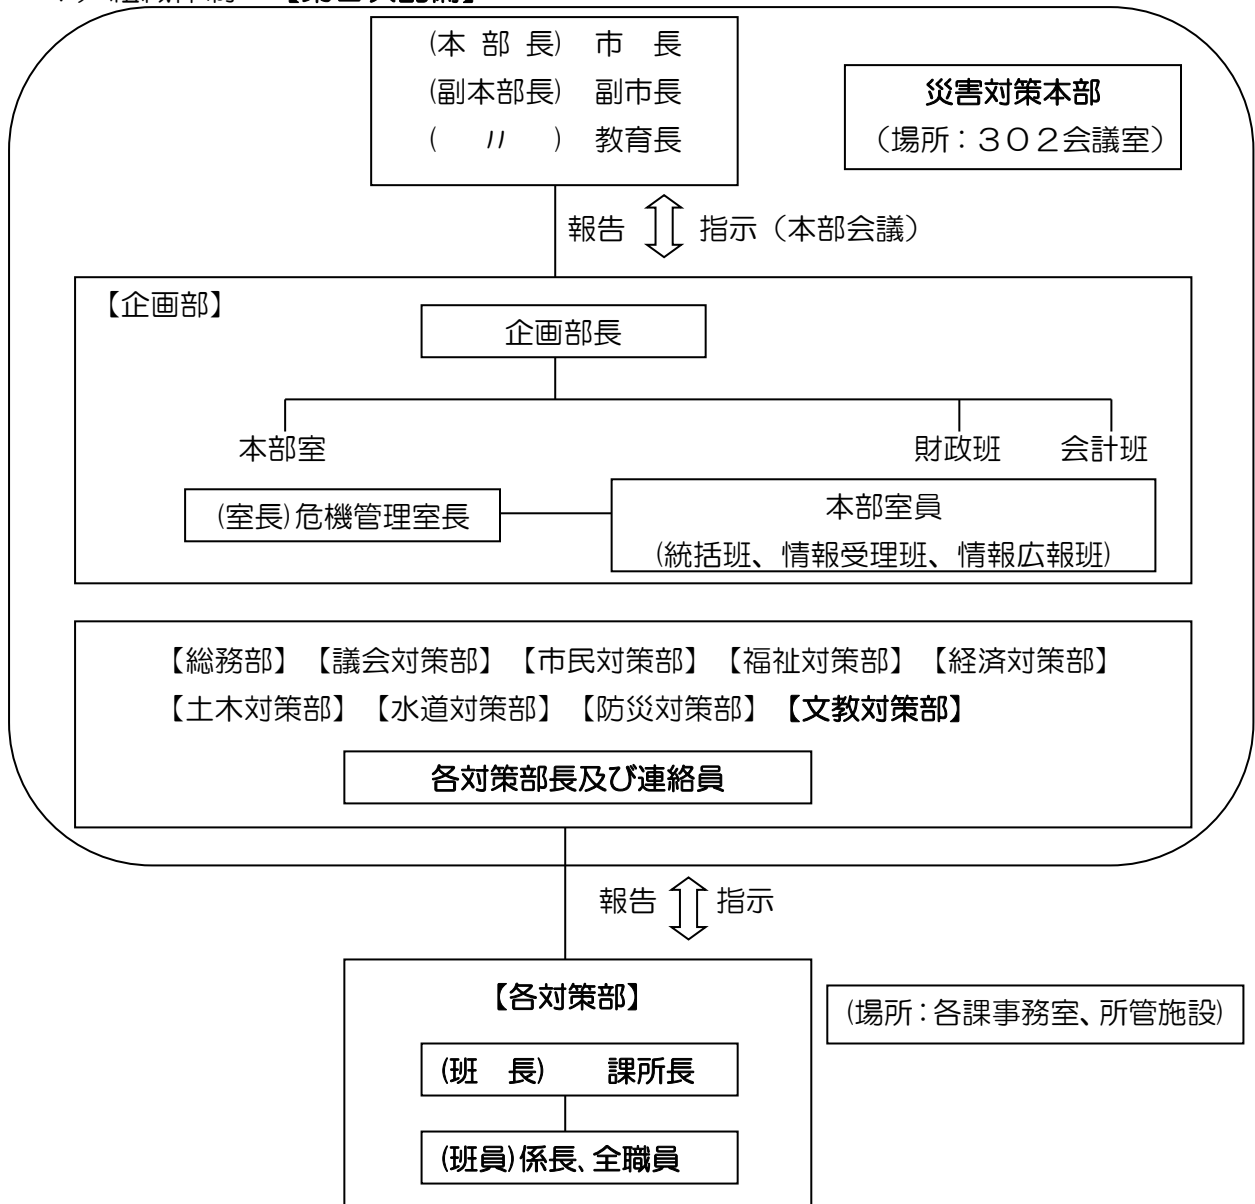 (本 部 長) 市 長
(副本部長) 副市長
( 〃 ) 教育長
災害対策本部
（場所：３０２会議室）
報告 指示（本部会議）
【企画部】
企画部長
本部室 財政班 会計班
(室長)危機管理室長
本部室員
(統括班、情報受理班、情報広報班)
【総務部】【議会対策部】【市民対策部】【福祉対策部】【経済対策部】
【土木対策部】【水道対策部】【防災対策部】【文教対策部】
各対策部長及び連絡員
報告 指示
【各対策部】
(場所：各課事務室、所管施設)
(班 長) 課所長
(班員)係長、全職員